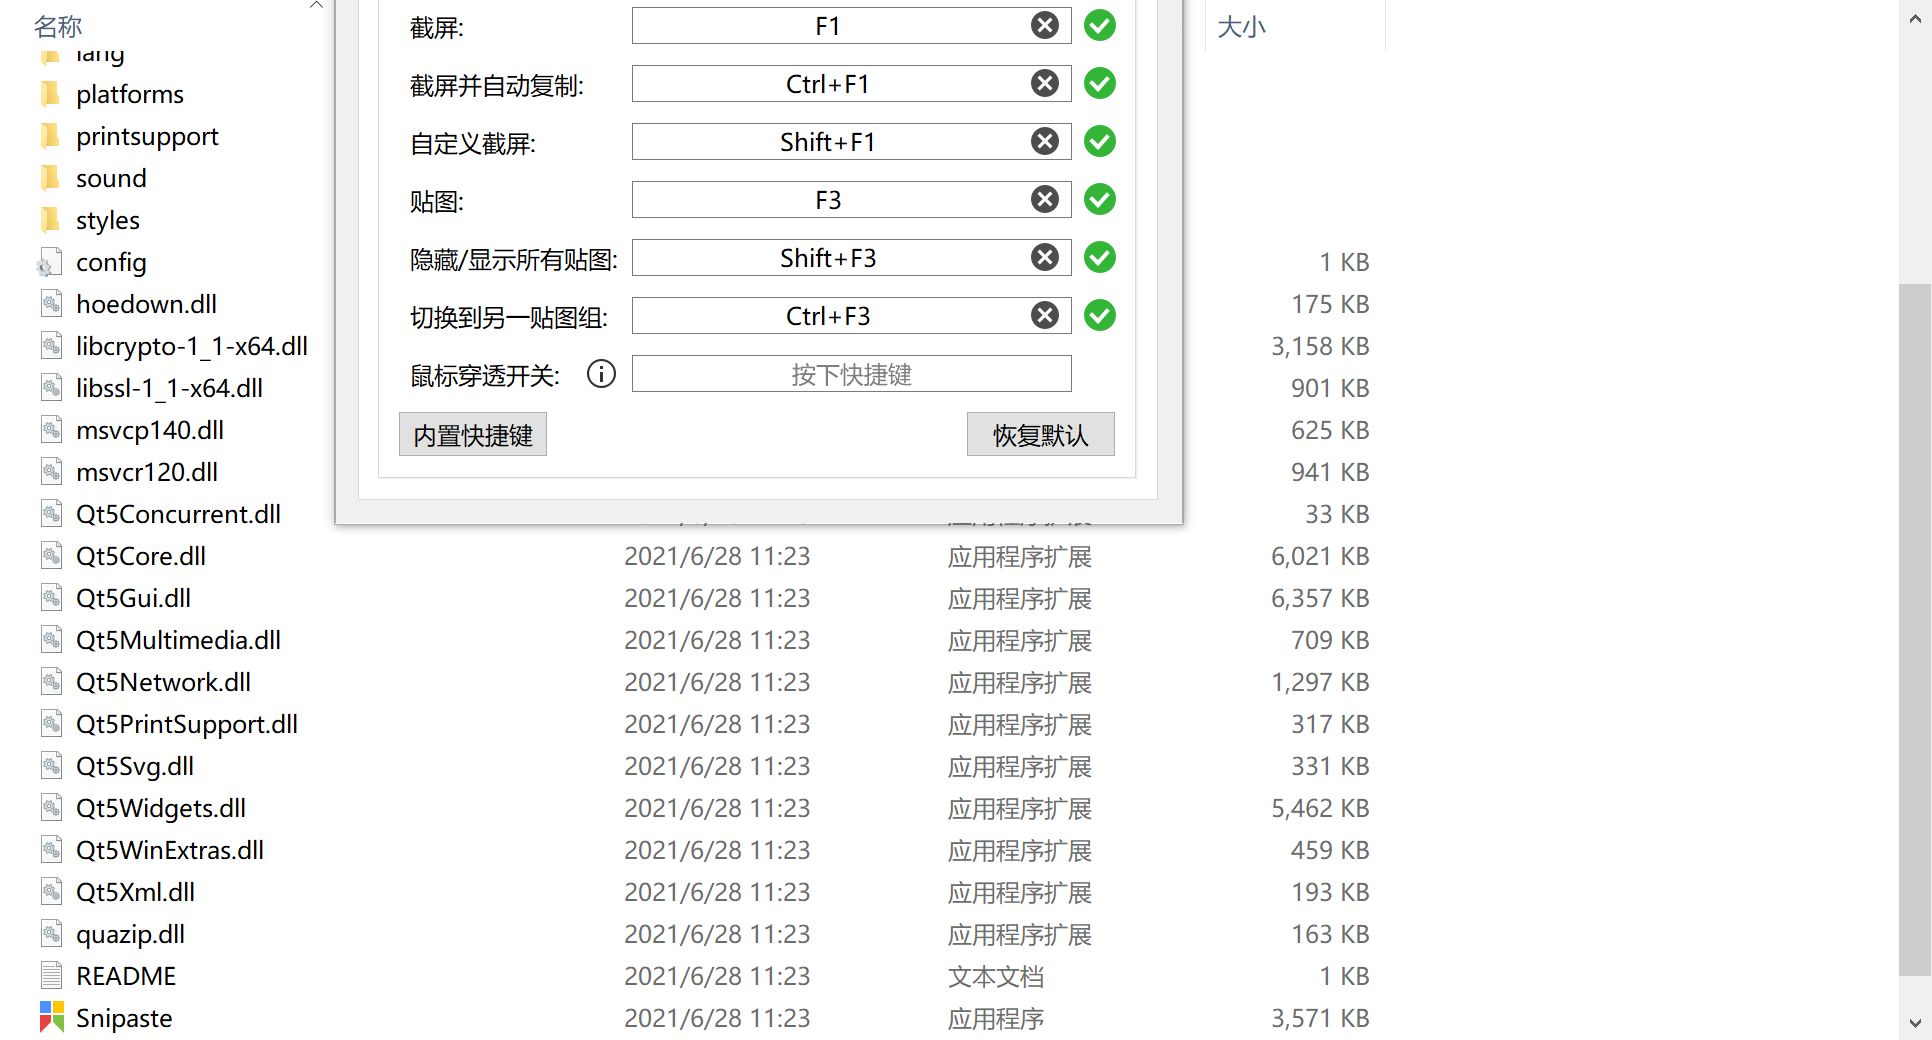 名称
大小
lang
platforms
printsupport
sound
styles
config
1 KB
hoedown.dll
175 KB
libcrypto-1_1-x64.dll
3,158 KB
libssl-1_1-x64.dll
901 KB
msvcp140.dll
625 KB
msvcr120.dll
941 KB
Qt5Concurrent.dll
33 KB
截屏:
F1
截屏并自动复制:
Ctrl+F1
自定义截屏:
Shift+F1
贴图:
F3
隐藏/显示所有贴图:
Shift+F3
切换到另一贴图组:
Ctrl+F3
鼠标穿透开关:
按下快捷键
内置快捷键
恢复默认
Qt5Core.dll 2021/6/28 11:23 应用程序扩展 6,021 KB
Qt5Gui.dll 2021/6/28 11:23 应用程序扩展 6,357 KB
Qt5Multimedia.dll 2021/6/28 11:23 应用程序扩展 709 KB
Qt5Network.dll 2021/6/28 11:23 应用程序扩展 1,297 KB
Qt5PrintSupport.dll 2021/6/28 11:23 应用程序扩展 317 KB
Qt5Svg.dll 2021/6/28 11:23 应用程序扩展 331 KB
Qt5Widgets.dll 2021/6/28 11:23 应用程序扩展 5,462 KB
Qt5WinExtras.dll 2021/6/28 11:23 应用程序扩展 459 KB
Qt5Xml.dll 2021/6/28 11:23 应用程序扩展 193 KB
quazip.dll 2021/6/28 11:23 应用程序扩展 163 KB
README 2021/6/28 11:23 文本文档 1 KB
Snipaste 2021/6/28 11:23 应用程序 3,571 KB